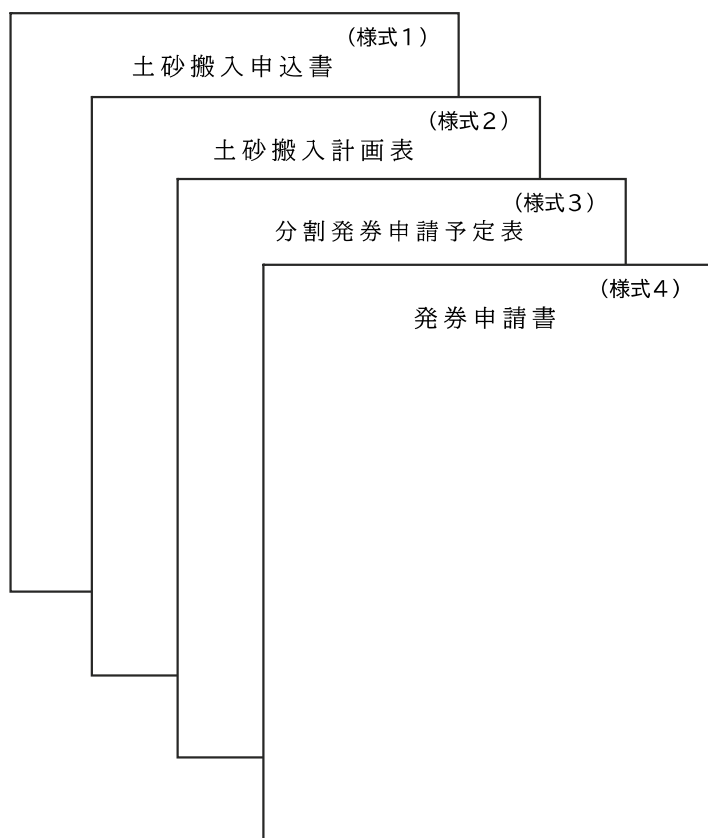 (様式1)
土砂搬入申込書
(様式2)
土砂搬入計画表
(様式3)
分割発券申請予定表
(様式4)
発券申請書